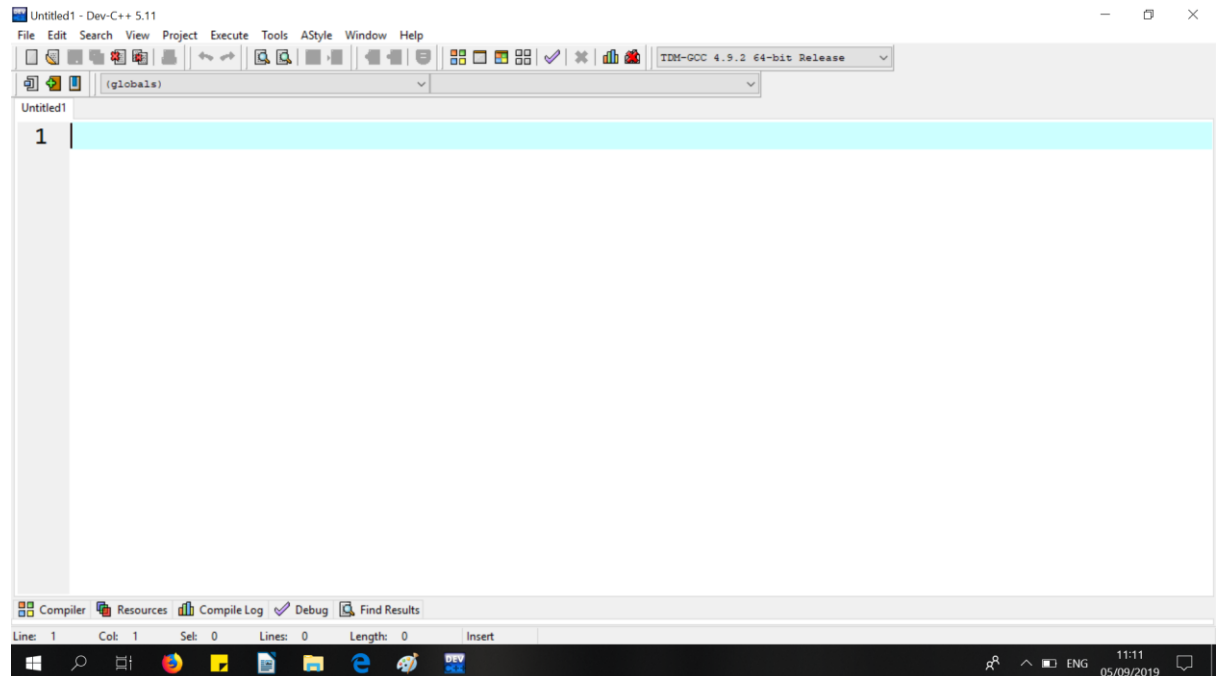 Untitled1 - Dev-C++ 5.11
File Edit Search View Project Execute Tools AStyle Window Help
TDM-GCC 4.9.2 64-bit Release
(globals)
Untitled1
1
Compiler Resources Compile Log Debug Find Results
Line: 1 Col: 1 Sel: 0 Lines: 0 Length: 0 Insert
DEV
ENG
11:11
05/09/2019